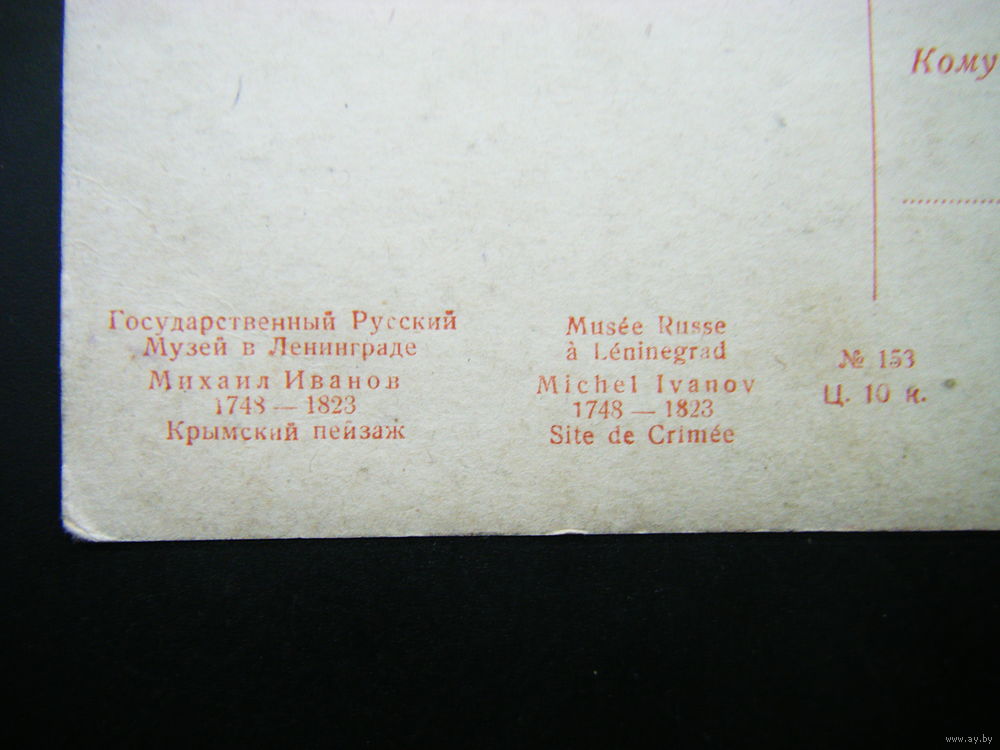 Кому
Государственный Русский
Музей в Ленинграде
Михаил Иванов
1748 — 1823
Крымский пейзаж
Musée Russe
à Léninegrad
Michel Ivanov
1748 — 1823
Site de Crimée
№ 153
Ц. 10 к.
www.ay.by